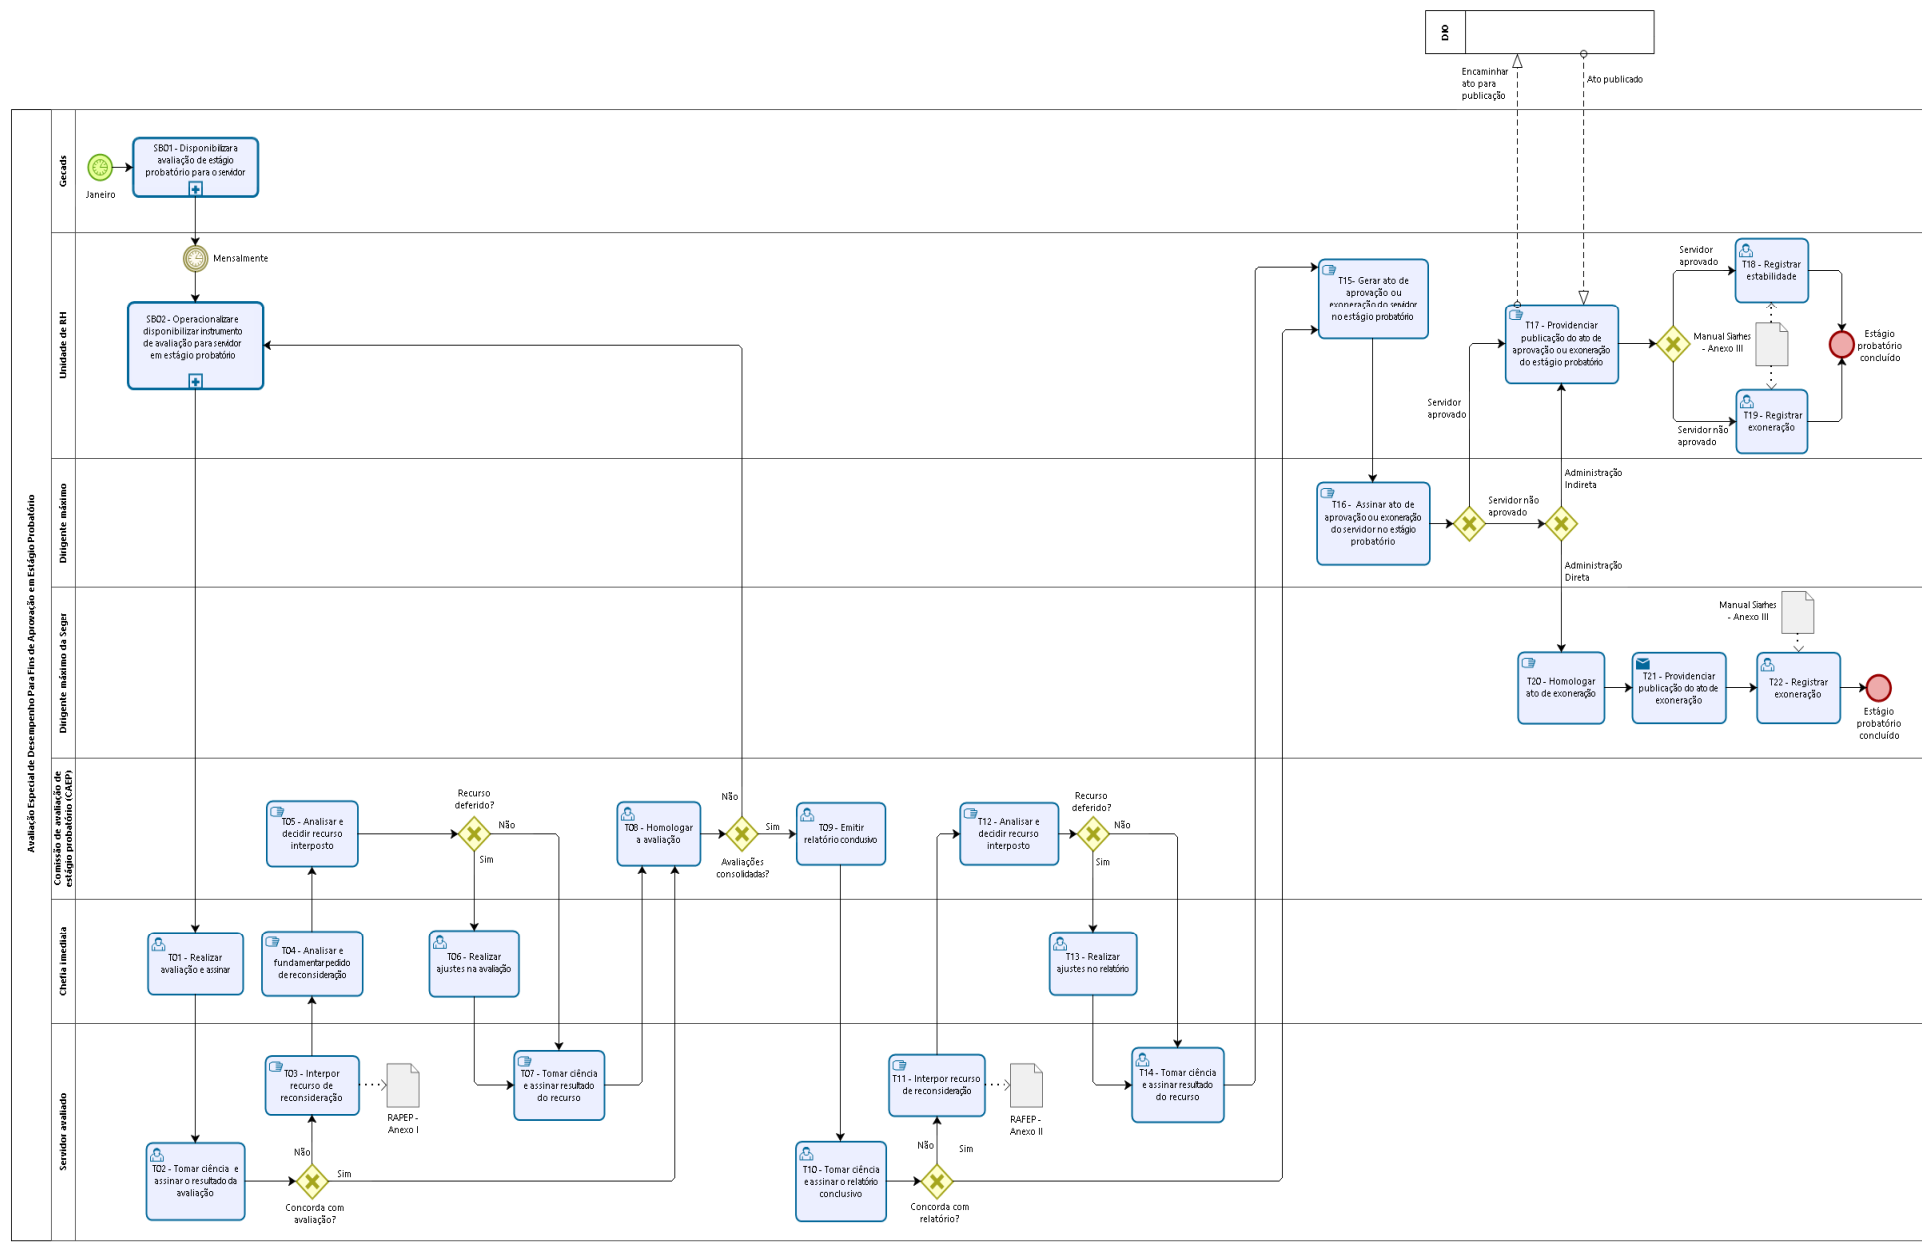 DIO
Encaminhar
ato para
publicação
Ato publicado
Avaliação Especial de Desempenho Para Fins de Aprovação em Estágio Probatório
Gecads
Janeiro
SB01 - Disponibilizar a
avaliação de estágio
probatório para o servidor
Unidade de RH
Mensalmente
SB02 - Operacionalizar e
disponibilizar instrumento
de avaliação para servidor
em estágio probatório
T15- Gerar ato de
aprovação ou
exoneração do servidor
no estágio probatório
Servidor
aprovado
T17 - Providenciar
publicação do ato de
aprovação ou exoneração
do estágio probatório
Servidor
aprovado
T18 - Registrar
estabilidade
Manual Siarhes
- Anexo III
Servidor não
aprovado
T19 - Registrar
exoneração
Estágio
probatório
concluído
Dirigente máximo
T16 - Assinar ato de
aprovação ou exoneração
do servidor no estágio
probatório
Servidor não
aprovado
Administração
Indireta
Administração
Direta
Dirigente máximo da Seger
T20 - Homologar
ato de exoneração
T21 - Providenciar
publicação do ato de
exoneração
Manual Siarhes
- Anexo III
T22 - Registrar
exoneração
Estágio
probatório
concluído
Comissão de avaliação de
estágio probatório (CAEP)
T05 - Analisar e
decidir recurso
interposto
Recurso
deferido?
Não
Sim
T08 - Homologar
a avaliação
Não
Sim
Avaliações
consolidadas?
T09 - Emitir
relatório conclusivo
T12 - Analisar e
decidir recurso
interposto
Recurso
deferido?
Não
Sim
Chefia imediata
T01 - Realizar
avaliação e assinar
T04 - Analisar e
fundamentar pedido
de reconsideração
T06 - Realizar
ajustes na avaliação
T13 - Realizar
ajustes no relatório
Servidor avaliado
T02 - Tomar ciência e
assinar o resultado da
avaliação
T03 - Interpor
recurso de
reconsideração
RAPEP -
Anexo I
Não
Sim
Concorda com
avaliação?
T07 - Tomar ciência
e assinar resultado
do recurso
T10 - Tomar ciência
e assinar o relatório
conclusivo
T11 - Interpor recurso
de reconsideração
RAFEP -
Anexo II
Não
Sim
Concorda com
relatório?
T14 - Tomar ciência
e assinar resultado
do recurso